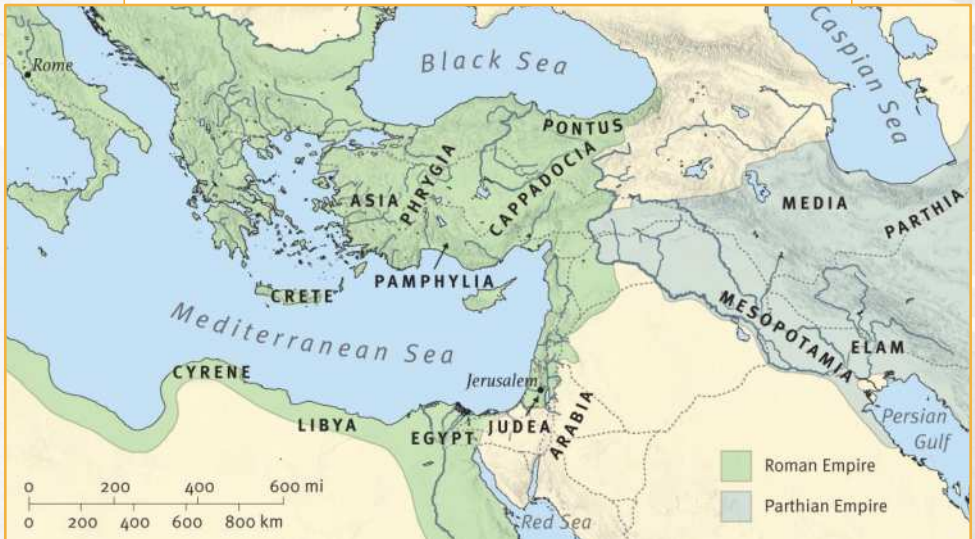 Rome
Black Sea
Caspian Sea
PONTUS
CAPPADOCIA
PHRYGIA
ASIA
MEDIA
PARTHIA
PAMPHYLIA
CRETE
Mediterranean Sea
MESOPOTAMIA
ELAM
CYRENE
Jerusalem
Persian
Gulf
LIBYA
EGYPT
JUDEA
ARABIA
Roman Empire
Parthian Empire
0 200 400 600 mi
0 200 400 600 800 km
Red Sea